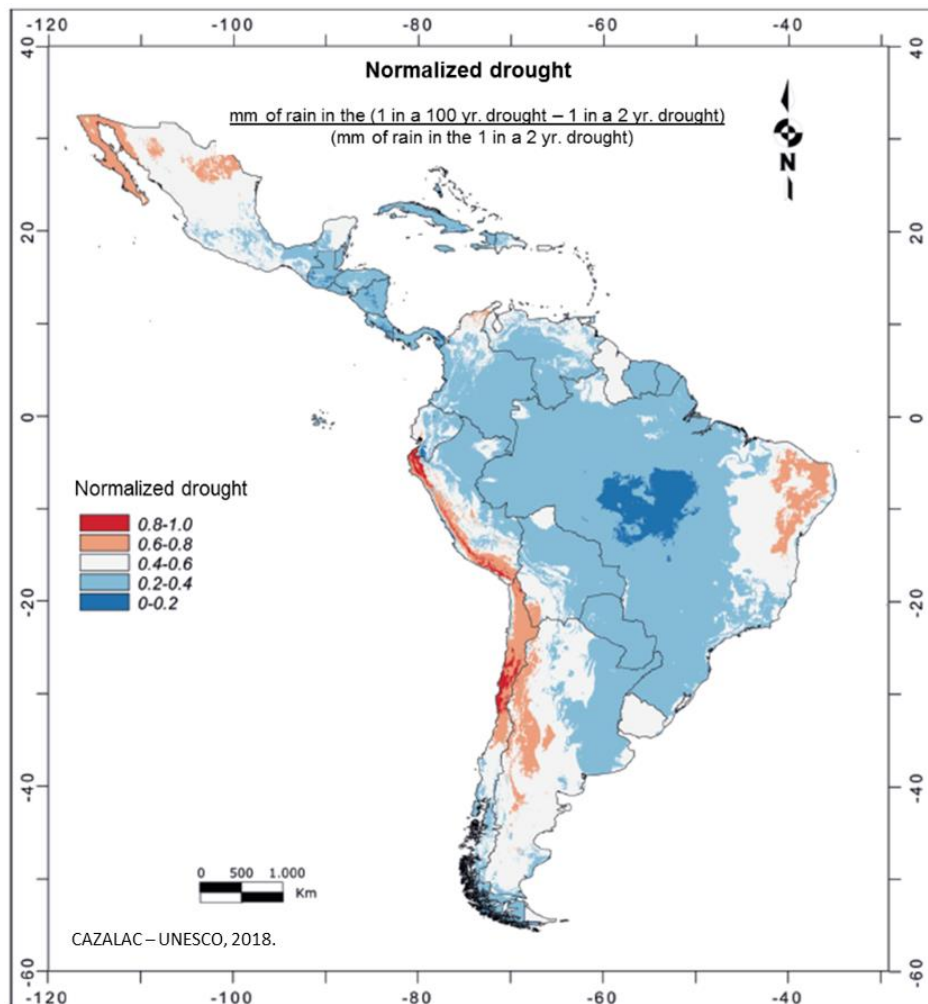 -120 -100 -80 -60 -40
40 40
Normalized drought
mm of rain in the (1 in a 100 yr. drought – 1 in a 2 yr. drought)
(mm of rain in the 1 in a 2 yr. drought)
N
20 20
0 0
Normalized drought
0.8-1.0
0.6-0.8
0.4-0.6
0.2-0.4
0-0.2
-20 -20
-40 -40
0 500 1.000
Km
CAZALAC – UNESCO, 2018.
-60 -60
-120 -100 -80 -60 -40